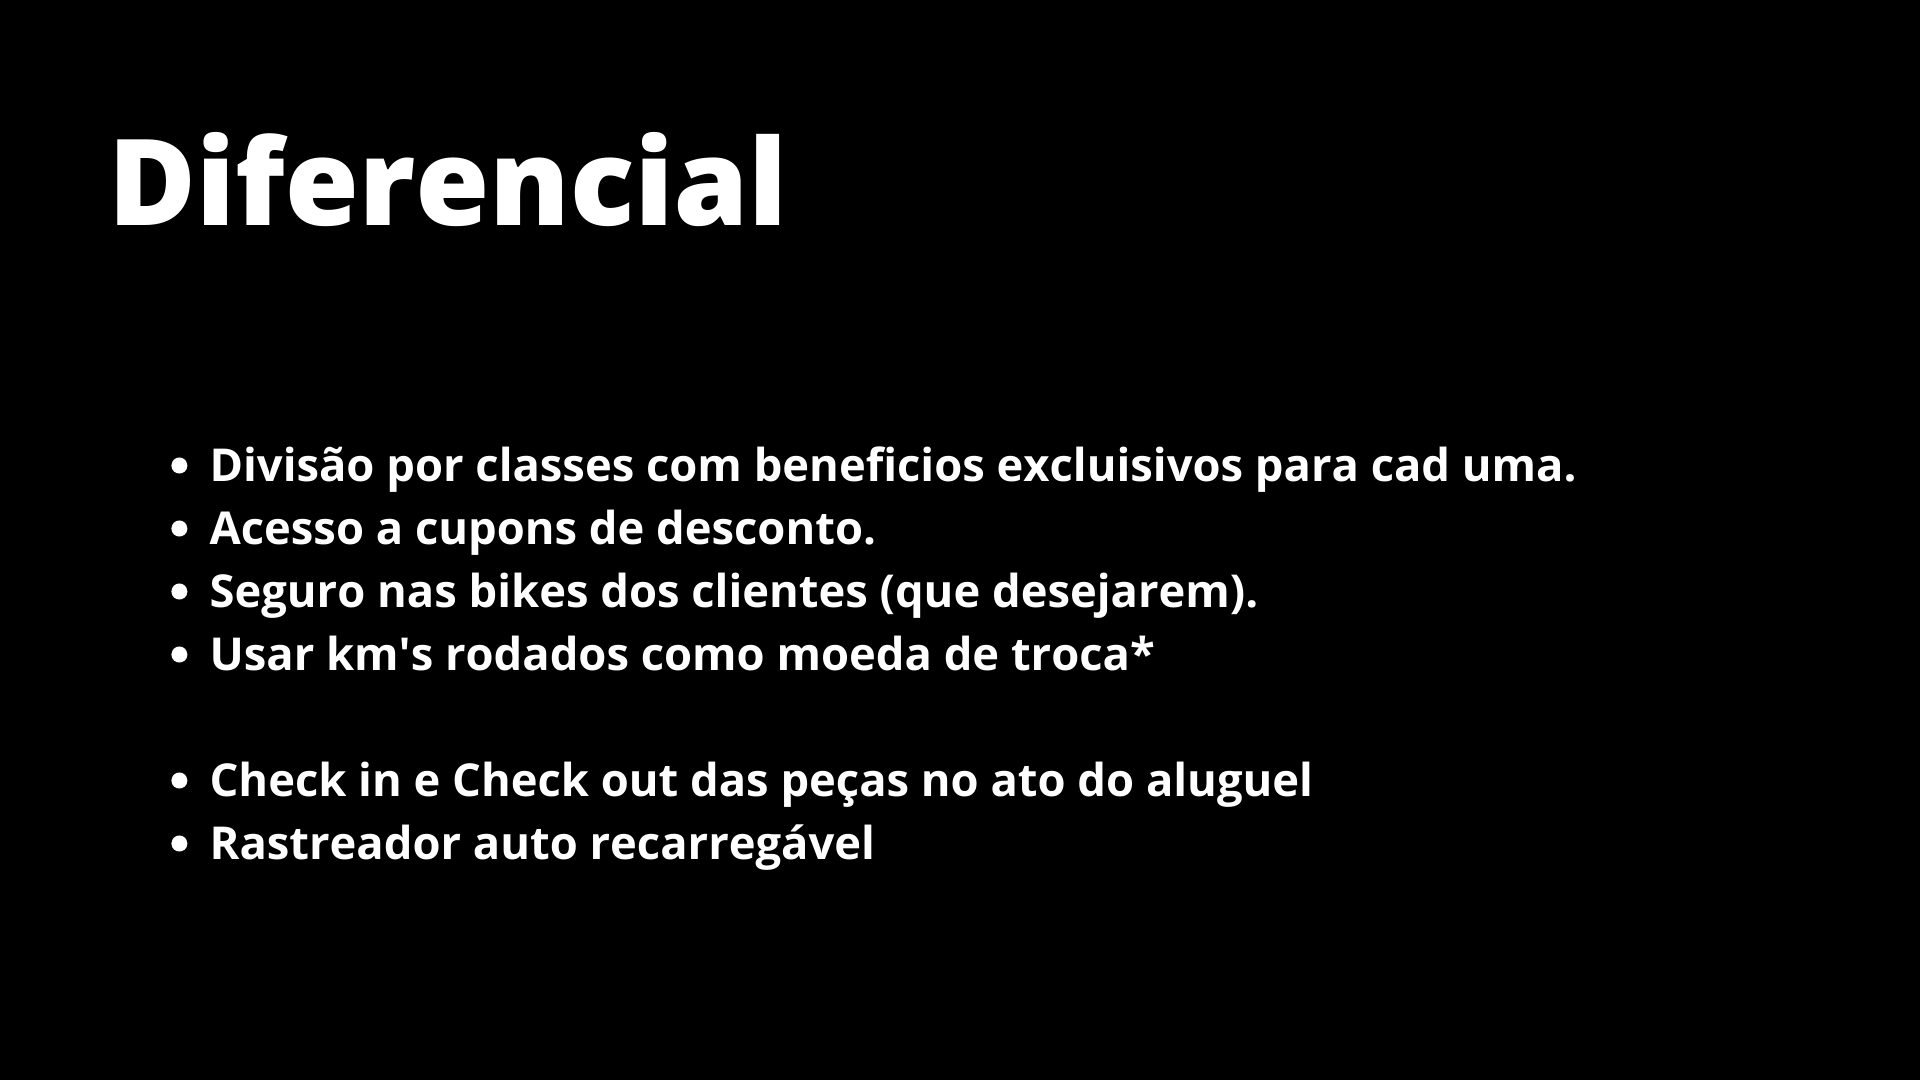 Diferencial
• Divisão por classes com beneficios excluisivos para cad uma.
• Acesso a cupons de desconto.
• Seguro nas bikes dos clientes (que desejarem).
• Usar km's rodados como moeda de troca*
• Check in e Check out das peças no ato do aluguel
• Rastreador auto recarregável